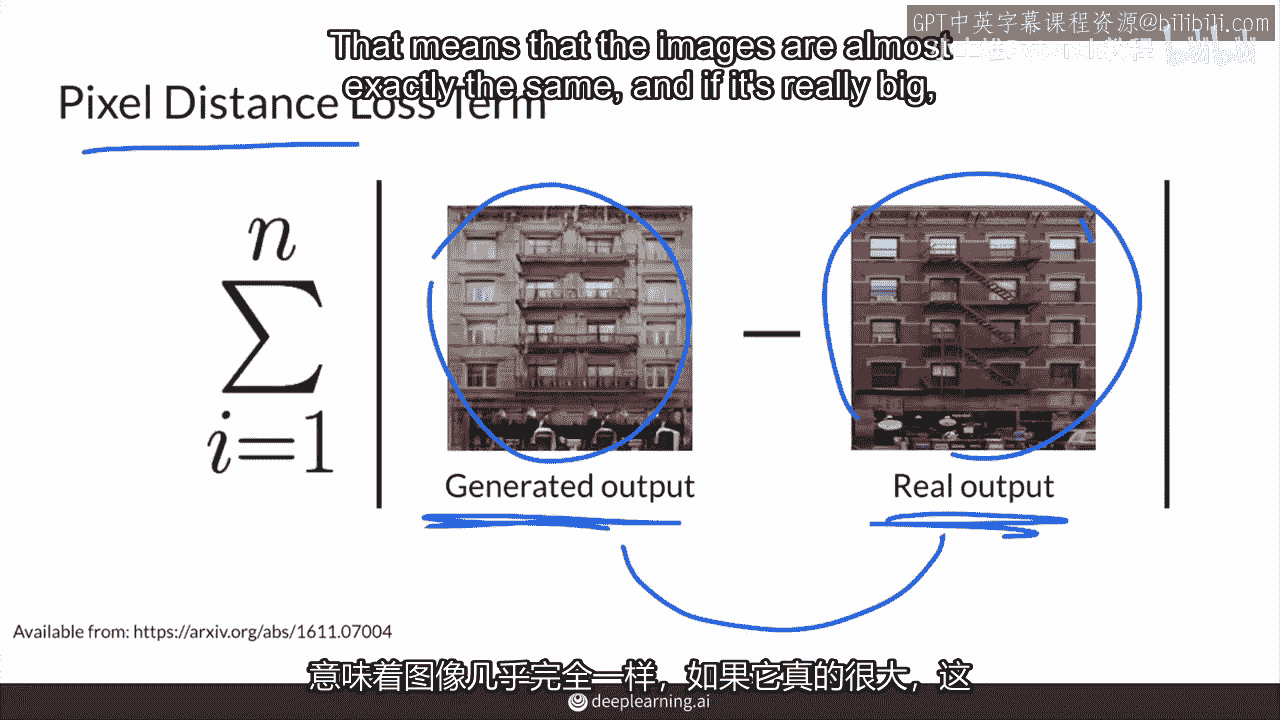 GPT中英字幕课程资源@bilibili.com
That means that the images are almost
exactly the same, and if it's really big,
Pixel Distance Loss Term
n
∑
i=1
| − |
Generated output
Real output
Available from: https://arxiv.org/abs/1611.07004
意味着图像几乎完全一样，如果它真的很大，这
deeplearning.ai